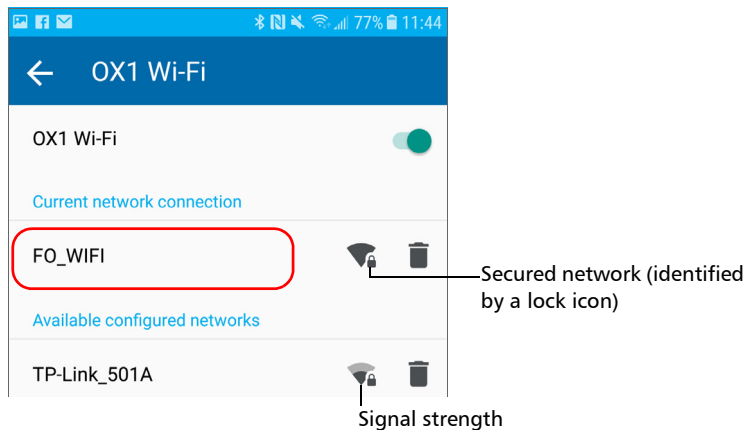 77% 11:44
OX1 Wi-Fi
OX1 Wi-Fi
Current network connection
FO_WIFI
Secured network (identified
by a lock icon)
Available configured networks
TP-Link_501A
Signal strength